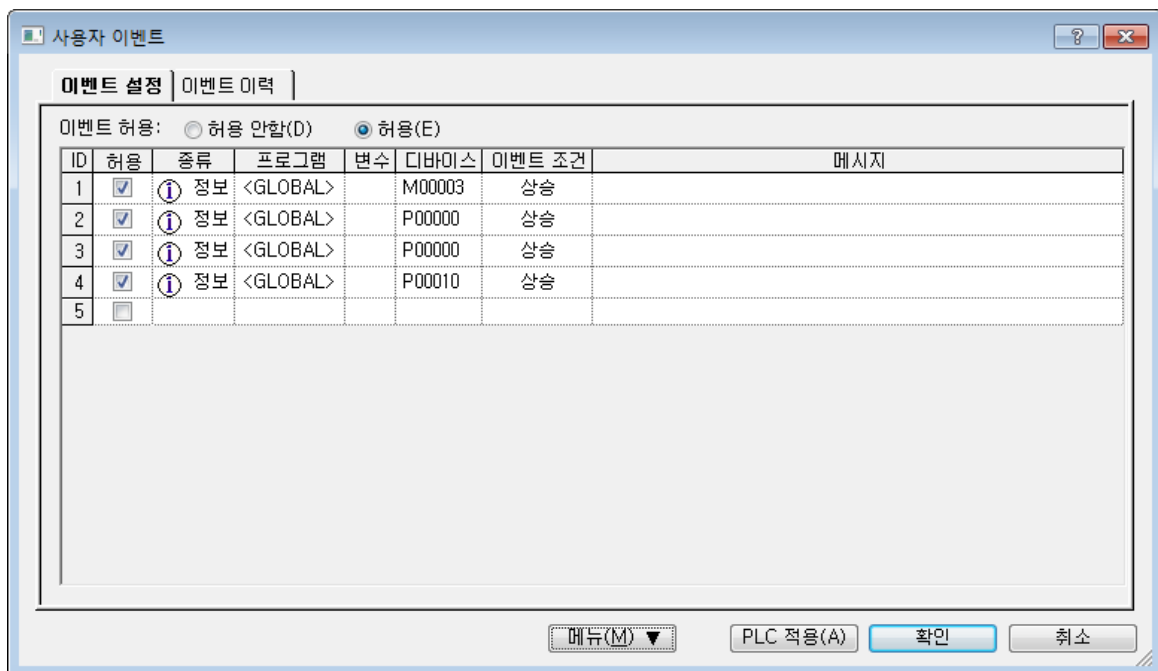 사용자 이벤트
이벤트 설정 이벤트 이력
이벤트 허용: 허용 안함(D) 허용(E)
ID 허용 종류 프로그램 변수 디바이스 이벤트 조건 메시지
1 정보 <GLOBAL> M00003 상승
2 정보 <GLOBAL> P00000 상승
3 정보 <GLOBAL> P00000 상승
4 정보 <GLOBAL> P00010 상승
5
메뉴(M) ▼ PLC 적용(A) 확인 취소